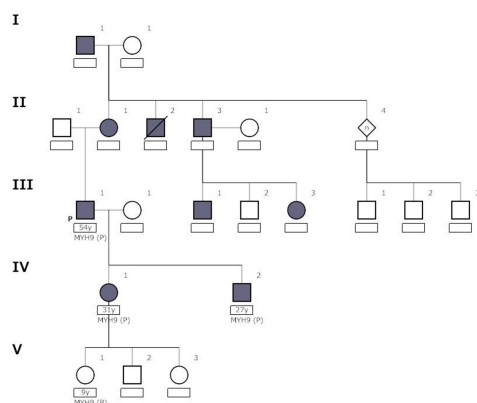 I
1 1
II
1 1 2 3 1 4
n
III
1 1 1 2 3 1 2
P
54y
MYH9 (P)
IV
1 2
31y 27y
MYH9 (P) MYH9 (P)
V
1 2 3
9y